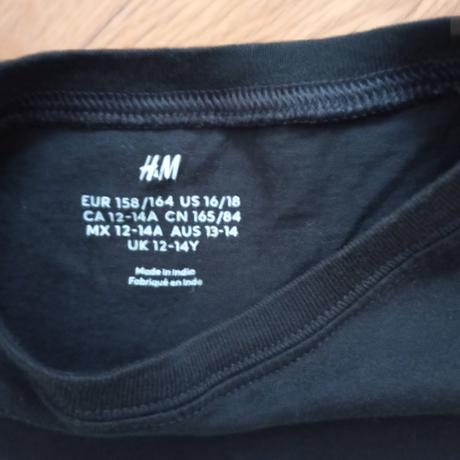 H&M
EUR 158/164 US 16/18
CA 12-14A CN 165/84
MX 12-14A AUS 13-14
UK 12-14Y
Made in India
Fabriqué en Inde